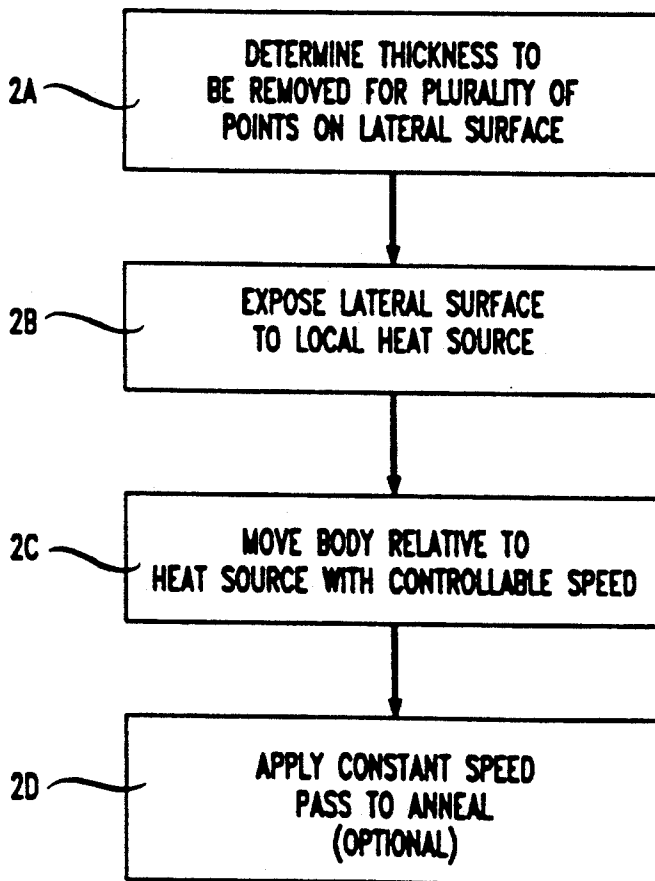 2A
DETERMINE THICKNESS TO
BE REMOVED FOR PLURALITY OF
POINTS ON LATERAL SURFACE
2B
EXPOSE LATERAL SURFACE
TO LOCAL HEAT SOURCE
2C
MOVE BODY RELATIVE TO
HEAT SOURCE WITH CONTROLLABLE SPEED
2D
APPLY CONSTANT SPEED
PASS TO ANNEAL
(OPTIONAL)